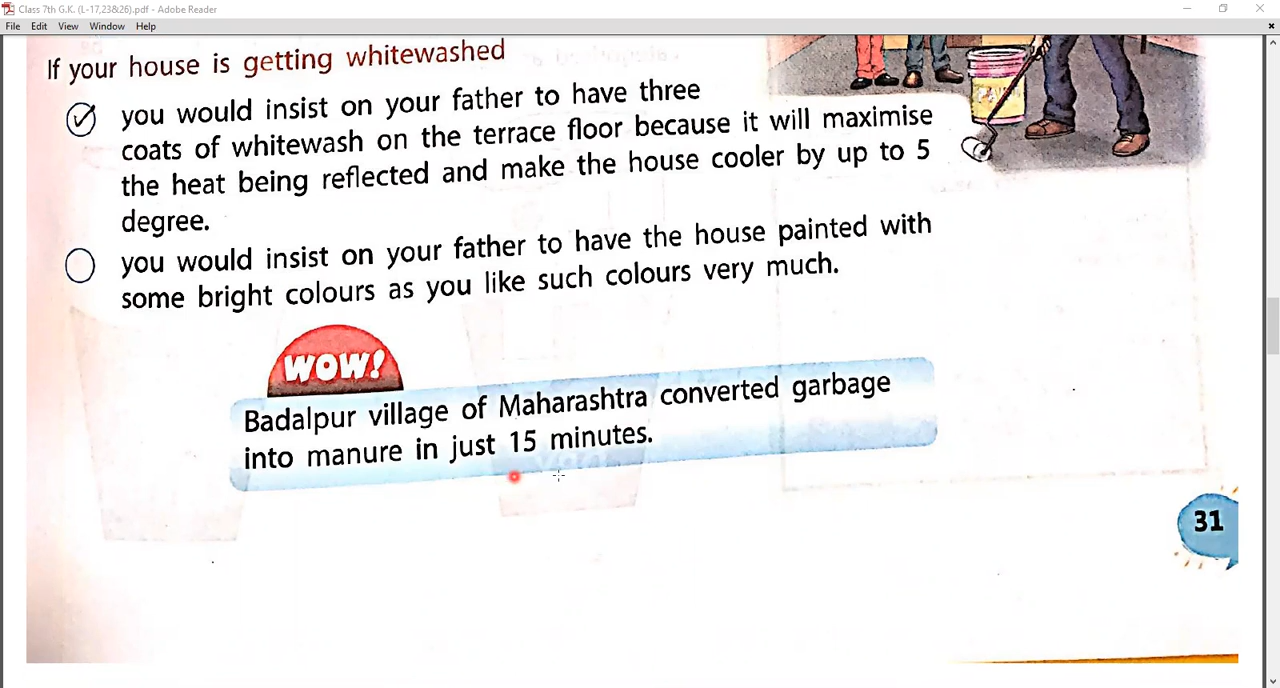 Class 7th G.K. (L-17,23&26).pdf - Adobe Reader
File Edit View Window Help
If your house is getting whitewashed
you would insist on your father to have three
coats of whitewash on the terrace floor because it will maximise
the heat being reflected and make the house cooler by up to 5
degree.
you would insist on your father to have the house painted with
some bright colours as you like such colours very much.
WOW!
Badalpur village of Maharashtra converted garbage
into manure in just 15 minutes.
31